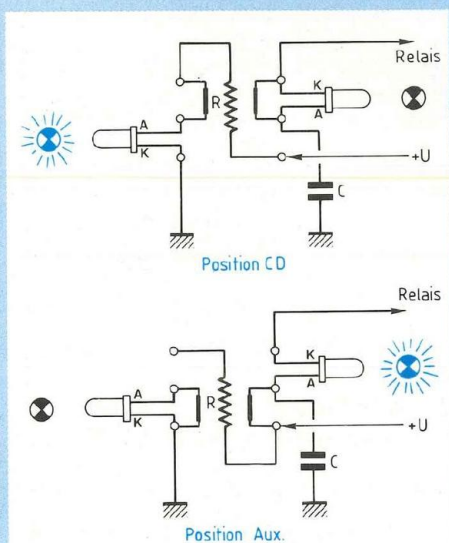 Relais
K
A
R
A
K
+U
C
Position CD
Relais
K
A
A
R
K
+U
C
Position Aux.